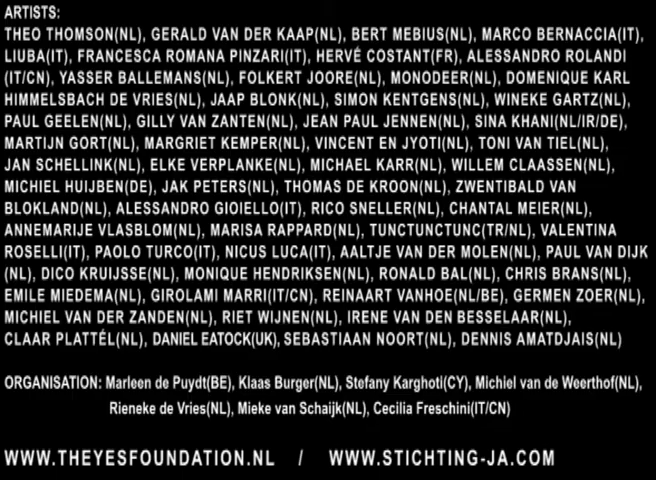 ARTISTS:
THEO THOMSON(NL), GERALD VAN DER KAAP(NL), BERT MEBIUS(NL), MARCO BERNACCIA(IT),
LIUBA(IT), FRANCESCA ROMANA PINZARI(IT), HERVÉ COSTANT(FR), ALESSANDRO ROLANDI
(IT/CN), YASSER BALLEMANS(NL), FOLKERT JOORE(NL), MONODEER(NL), DOMENIQUE KARL
HIMMELSBACH DE VRIES(NL), JAAP BLONK(NL), SIMON KENTGENS(NL), WINEKE GARTZ(NL),
PAUL GEELEN(NL), GILLY VAN ZANTEN(NL), JEAN PAUL JENNEN(NL), SINA KHANI(NL/IR/DE),
MARTIJN GORT(NL), MARGRIET KEMPER(NL), VINCENT EN JYOTI(NL), TONI VAN TIEL(NL),
JAN SCHELLINK(NL), ELKE VERPLANKE(NL), MICHAEL KARR(NL), WILLEM CLAASSEN(NL),
MICHIEL HUIJBEN(DE), JAK PETERS(NL), THOMAS DE KROON(NL), ZWENTIBALD VAN
BLOKLAND(NL), ALESSANDRO GIOIELLO(IT), RICO SNELLER(NL), CHANTAL MEIER(NL),
ANNEMARIJE VLASBLOM(NL), MARISA RAPPARD(NL), TUNCTUNCTUNC(TR/NL), VALENTINA
ROSELLI(IT), PAOLO TURCO(IT), NICUS LUCA(IT), AALTJE VAN DER MOLEN(NL), PAUL VAN DIJK
(NL), DICO KRUIJSSE(NL), MONIQUE HENDRIKSEN(NL), RONALD BAL(NL), CHRIS BRANS(NL),
EMILE MIEDEMA(NL), GIROLAMI MARRI(IT/CN), REINAART VANHOE(NL/BE), GERMEN ZOER(NL),
MICHIEL VAN DER ZANDEN(NL), RIET WIJNEN(NL), IRENE VAN DEN BESSELAAR(NL),
CLAAR PLATTÉL(NL), DANIEL EATOCK(UK), SEBASTIAAN NOORT(NL), DENNIS AMATDJAIS(NL)
ORGANISATION: Marleen de Puydt(BE), Klaas Burger(NL), Stefany Karghoti(CY), Michiel van de Weerthof(NL),
Rieneke de Vries(NL), Mieke van Schaijk(NL), Cecilia Freschini(IT/CN)
WWW.THEYESFOUNDATION.NL / WWW.STICHTING-JA.COM